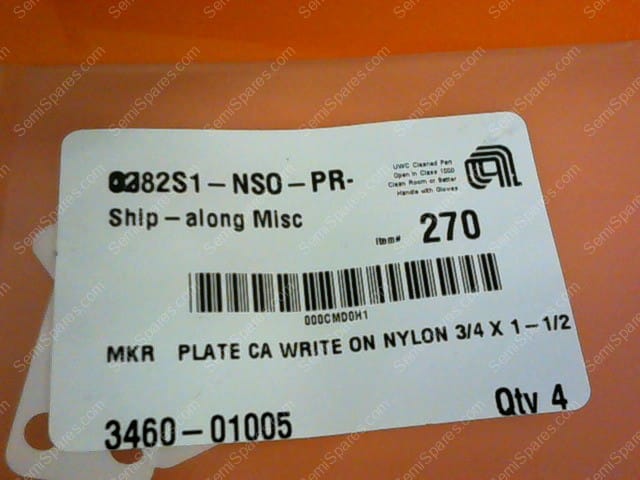 82S1-NSO-PR-
Ship-along Misc
UWC Cleaned Part
Open in Class 1000
Clean Room or Better
Handle with Gloves
Item# 270
000CMD0H1
MKR PLATE CA WRITE ON NYLON 3/4 X 1-1/2
3460-01005
Qty 4
SemiSpares.com